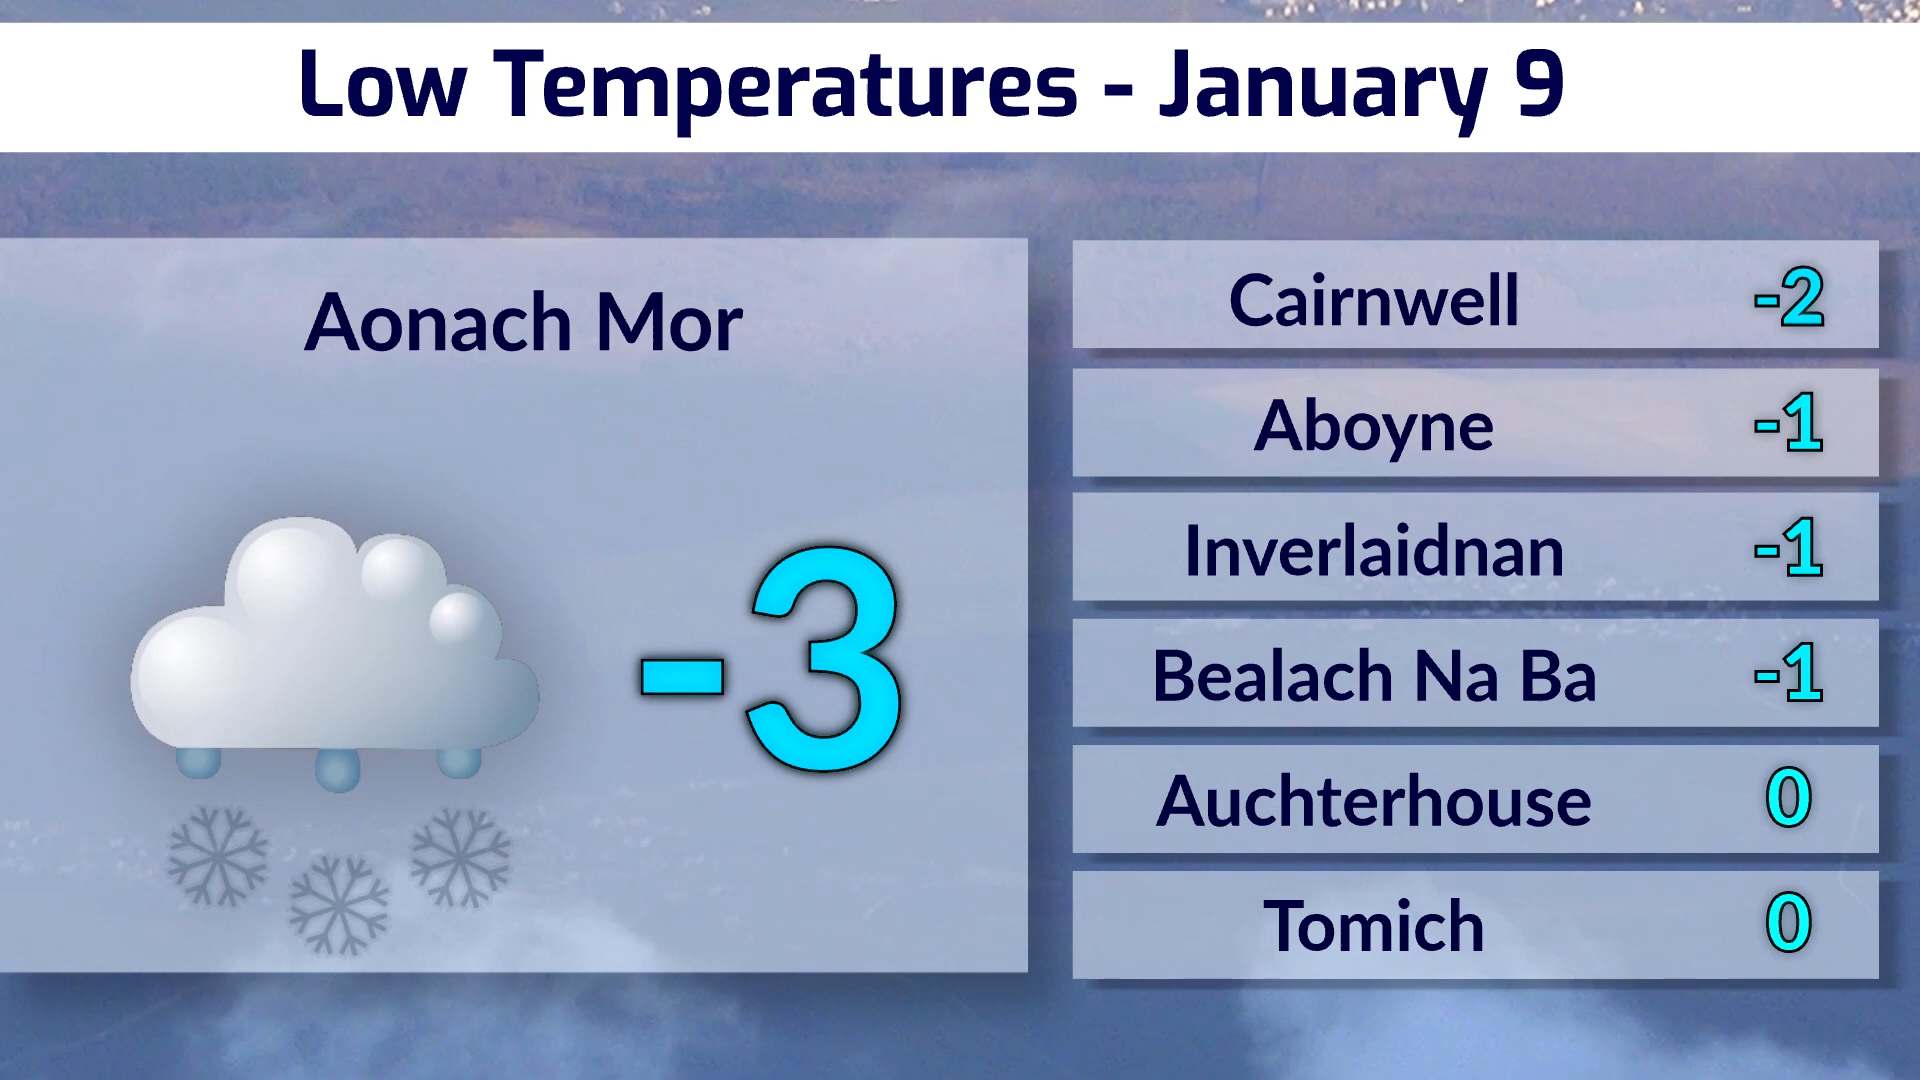 Low Temperatures - January 9
Aonach Mor
-3
Cairnwell -2
Aboyne -1
Inverlaidnan -1
Bealach Na Ba -1
Auchterhouse 0
Tomich 0